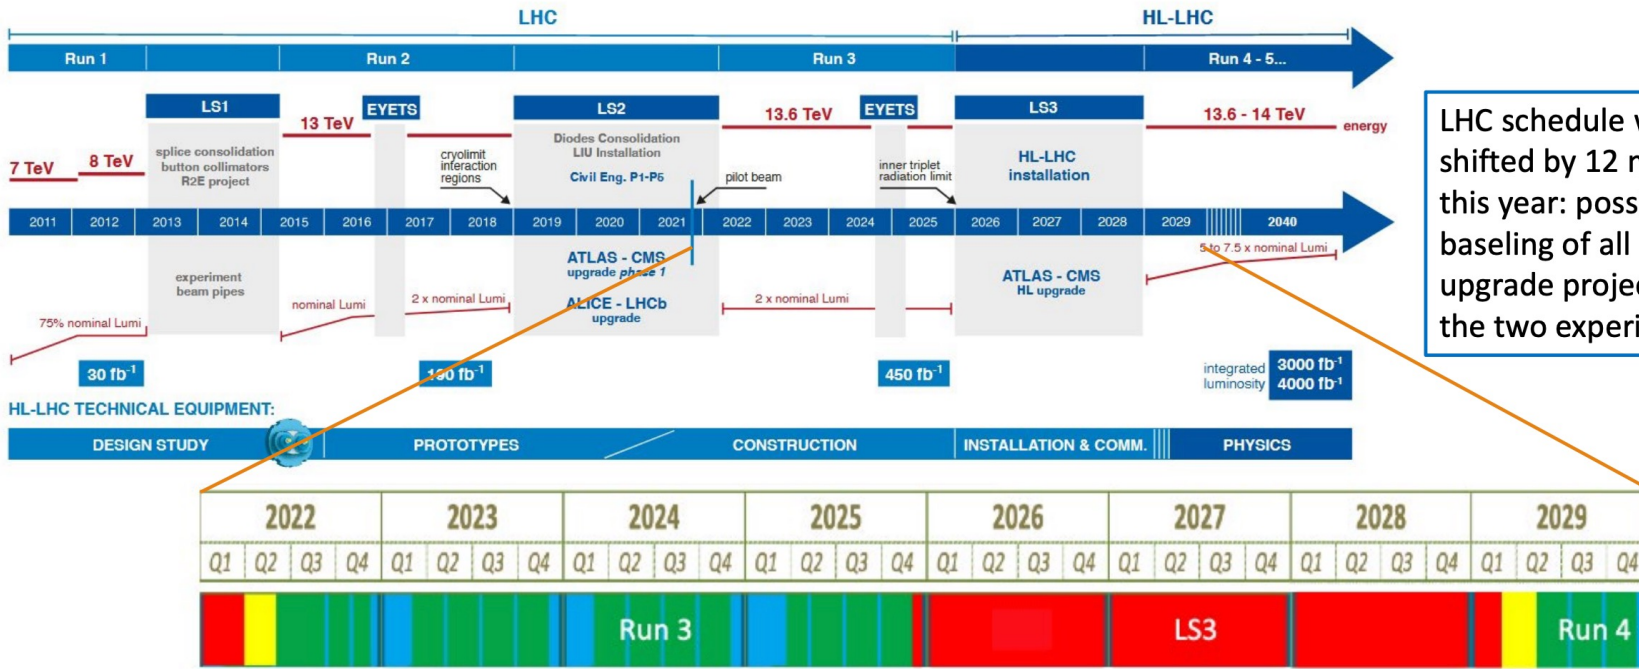 LHC
HL-LHC
Run 1
Run 2
Run 3
Run 4 - 5...
LS1
EYETS
LS2
EYETS
LS3
13 TeV
13.6 TeV
13.6 - 14 TeV
energy
7 TeV
8 TeV
splice consolidation
button collimators
R2E project
cryolimit
interaction
regions
Diodes Consolidation
LIU Installation
Civil Eng. P1-P5
pilot beam
inner triplet
radiation limit
HL-LHC
installation
2011 2012 2013 2014 2015 2016 2017 2018 2019 2020 2021 2022 2023 2024 2025 2026 2027 2028 2029 2040
experiment
beam pipes
ATLAS - CMS
upgrade phase 1
ALICE - LHCb
upgrade
ATLAS - CMS
HL upgrade
5 to 7.5 x nominal Lumi
75% nominal Lumi
nominal Lumi
2 x nominal Lumi
2 x nominal Lumi
30 fb-1
190 fb-1
450 fb-1
integrated
luminosity
3000 fb-1
4000 fb-1
LHC schedule
shifted by 12
this year:
baseling of all
upgrade
the two
HL-LHC TECHNICAL EQUIPMENT:
DESIGN STUDY
PROTOTYPES
CONSTRUCTION
INSTALLATION & COMM.
PHYSICS
2022 2023 2024 2025 2026 2027 2028 2029
Q1 Q2 Q3 Q4 Q1 Q2 Q3 Q4 Q1 Q2 Q3 Q4 Q1 Q2 Q3 Q4 Q1 Q2 Q3 Q4 Q1 Q2 Q3 Q4 Q1 Q2 Q3 Q4 Q1 Q2 Q3 Q4
Run 3
LS3
Run 4